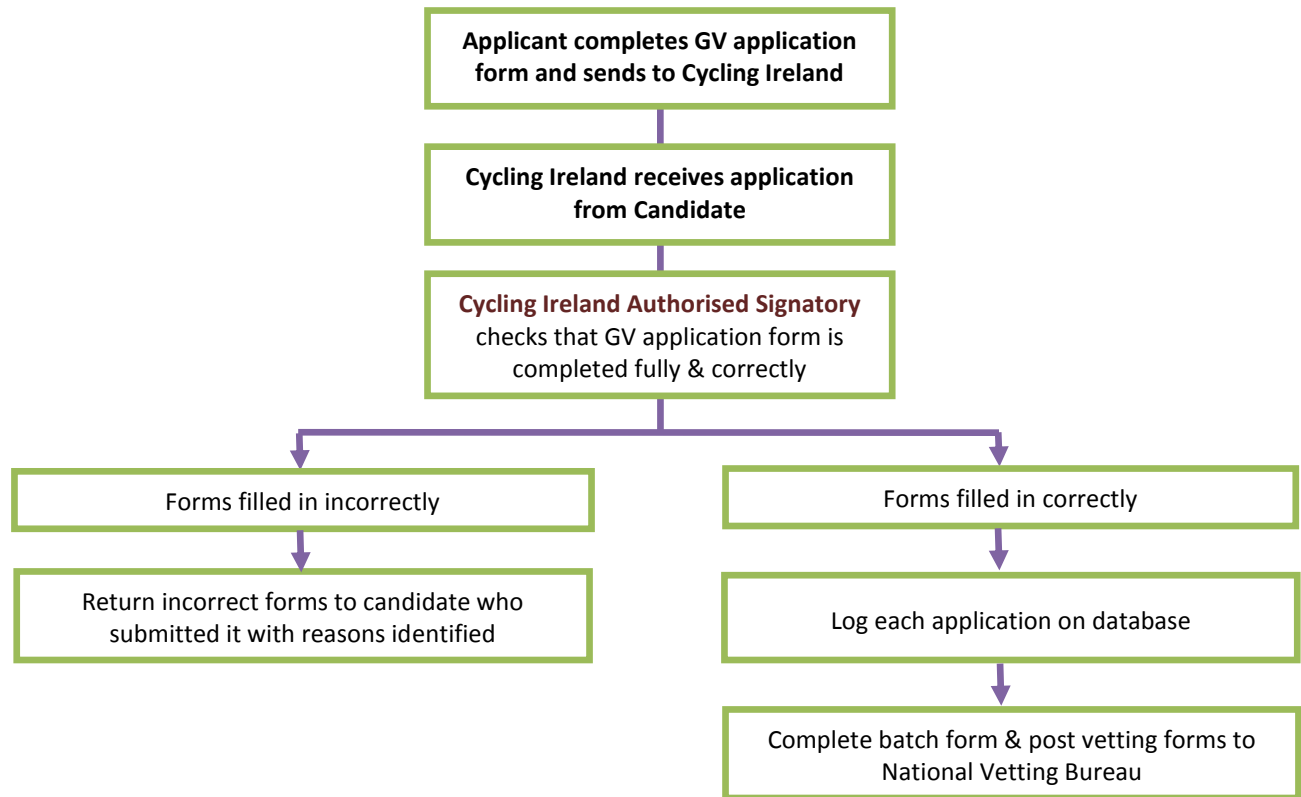 Applicant completes GV application
form and sends to Cycling Ireland
Cycling Ireland receives application
from Candidate
Cycling Ireland Authorised Signatory
checks that GV application form is
completed fully & correctly
Forms filled in incorrectly
Forms filled in correctly
Return incorrect forms to candidate who
submitted it with reasons identified
Log each application on database
Complete batch form & post vetting forms to
National Vetting Bureau